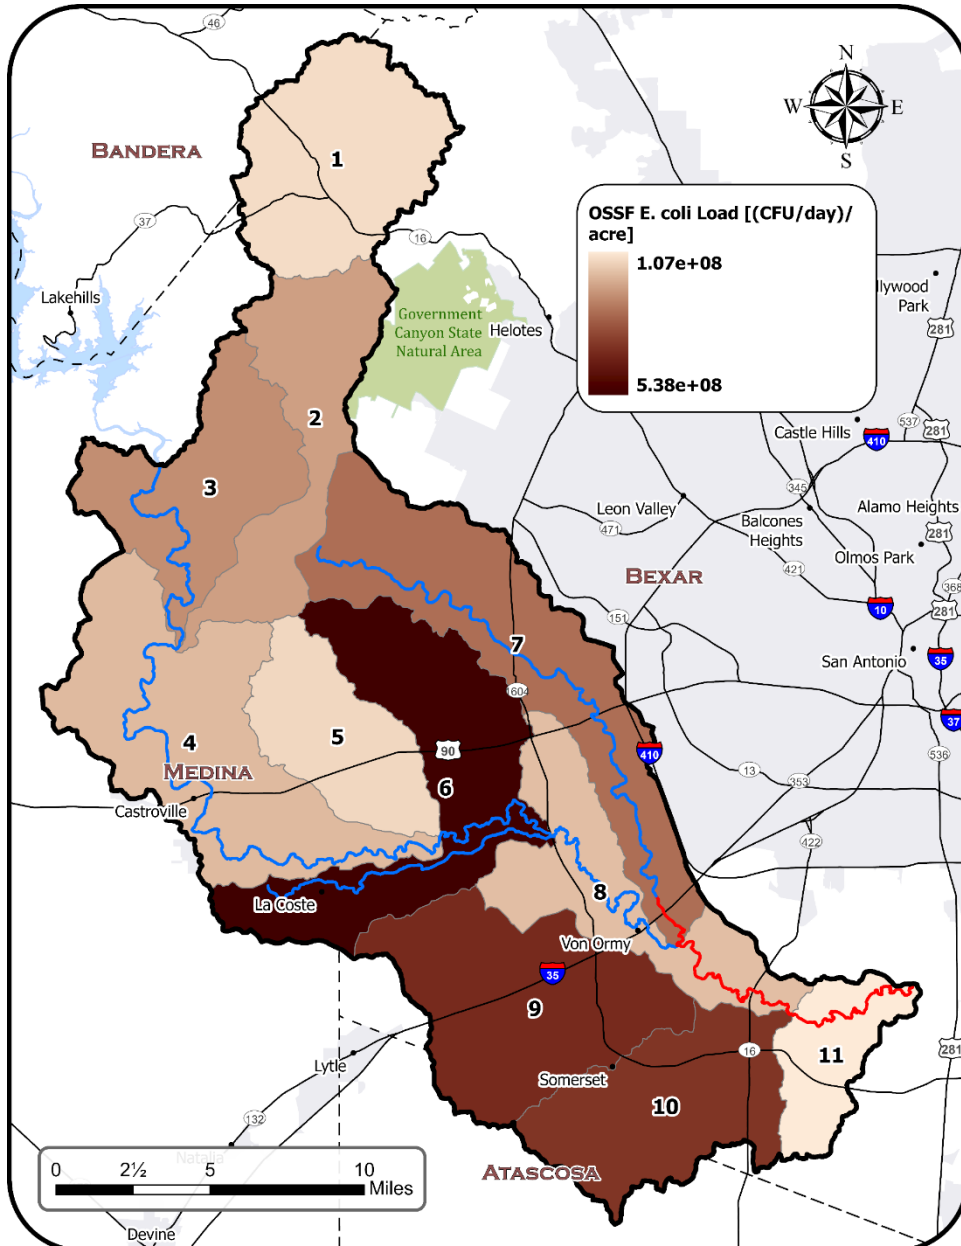 46
N
W
E
S
BANDERA
1
OSSF E. coli Load [(CFU/day)/
acre]
1.07e+08
5.38e+08
37
16
Lakehills
Government
Canyon State
Natural Area
Helotes
llywood
Park
281
2
Castle Hills
537
281
410
3
345
Leon Valley
471
Balcones
Heights
Alamo Heights
281
Olmos Park
421
BEXAR
368
10
281
151
7
San Antonio
35
1604
37
5
4
90
410
MEDINA
6
13
353
536
Castroville
422
8
La Coste
Von Ormy
35
9
16
11
281
Lytle
Somerset
10
132
Natalia
ATASCOSA
0
2½
5
10
Miles
Devine